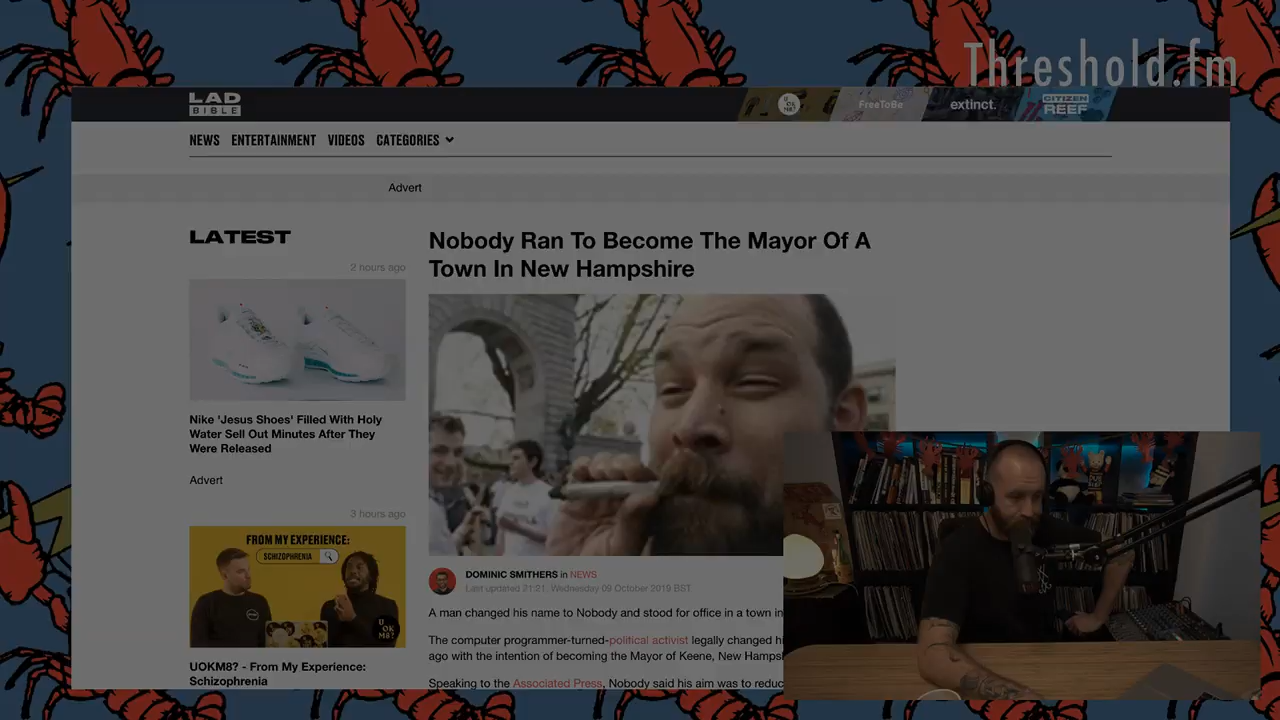 Threshold.fm
LAD
BIBLE
U
OK
M8?
FreeToBe
extinct.
CITIZEN
REEF
NEWS ENTERTAINMENT VIDEOS CATEGORIES
Advert
LATEST
2 hours ago
Nike 'Jesus Shoes' Filled With Holy
Water Sell Out Minutes After They
Were Released
Advert
3 hours ago
FROM MY EXPERIENCE:
SCHIZOPHRENIA
U
OK
M8?
UOKM8? - From My Experience:
Schizophrenia
Nobody Ran To Become The Mayor Of A
Town In New Hampshire
DOMINIC SMITHERS in NEWS
Last updated 21:21, Wednesday 09 October 2019 BST
A man changed his name to Nobody and stood for office in a town in
The computer programmer-turned-political activist legally changed hi
ago with the intention of becoming the Mayor of Keene, New Hamps
Speaking to the Associated Press, Nobody said his aim was to reduc